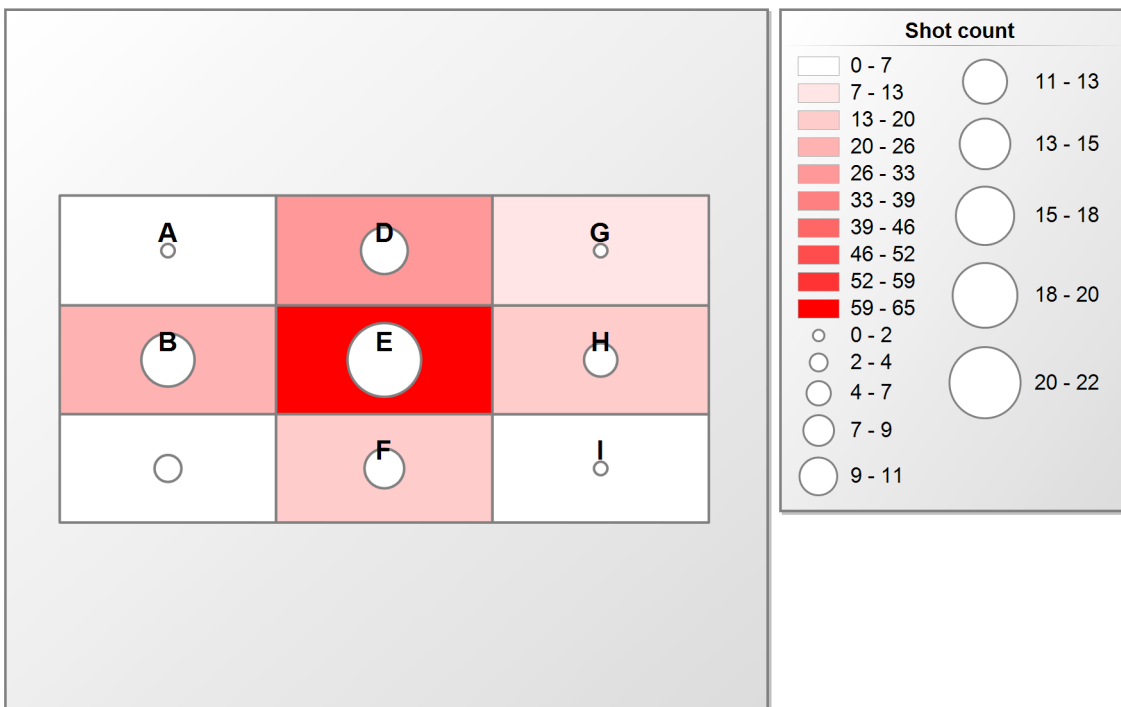 A
D
G
B
E
H
F
I
Shot count
0 - 7
7 - 13
13 - 20
20 - 26
26 - 33
33 - 39
39 - 46
46 - 52
52 - 59
59 - 65
0 - 2
2 - 4
4 - 7
7 - 9
9 - 11
11 - 13
13 - 15
15 - 18
18 - 20
20 - 22